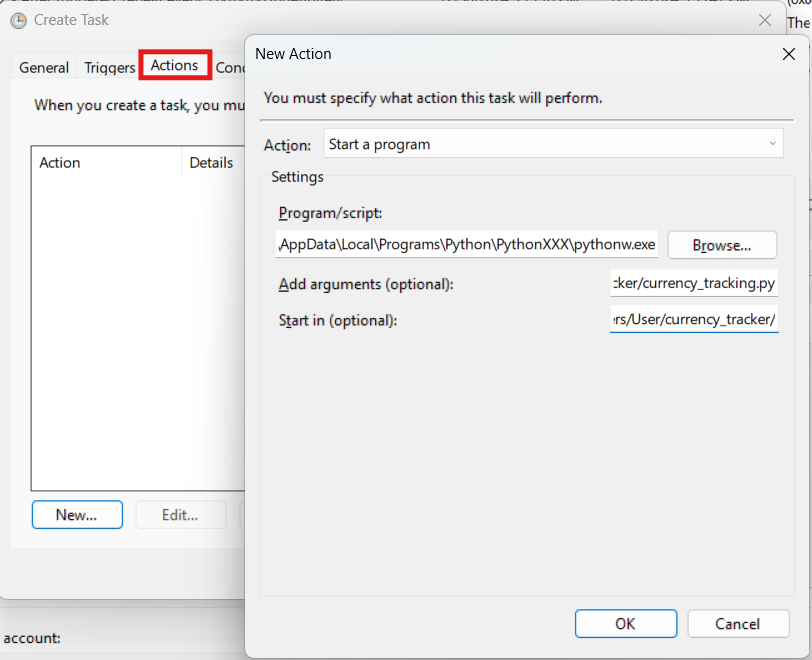 Create Task
The
New Action
General
Triggers
Actions
You must specify what action this task will perform.
When you create a task, you mu
Action:
Start a program
Action
Details
Settings
Program/script:
AppData\Local\Programs\Python\PythonXXX\pythonw.exe
Browse...
Add arguments (optional):
cker/currency_tracking.py
Start in (optional):
rs/User/currency_tracker/
New...
Edit...
OK
Cancel
account: